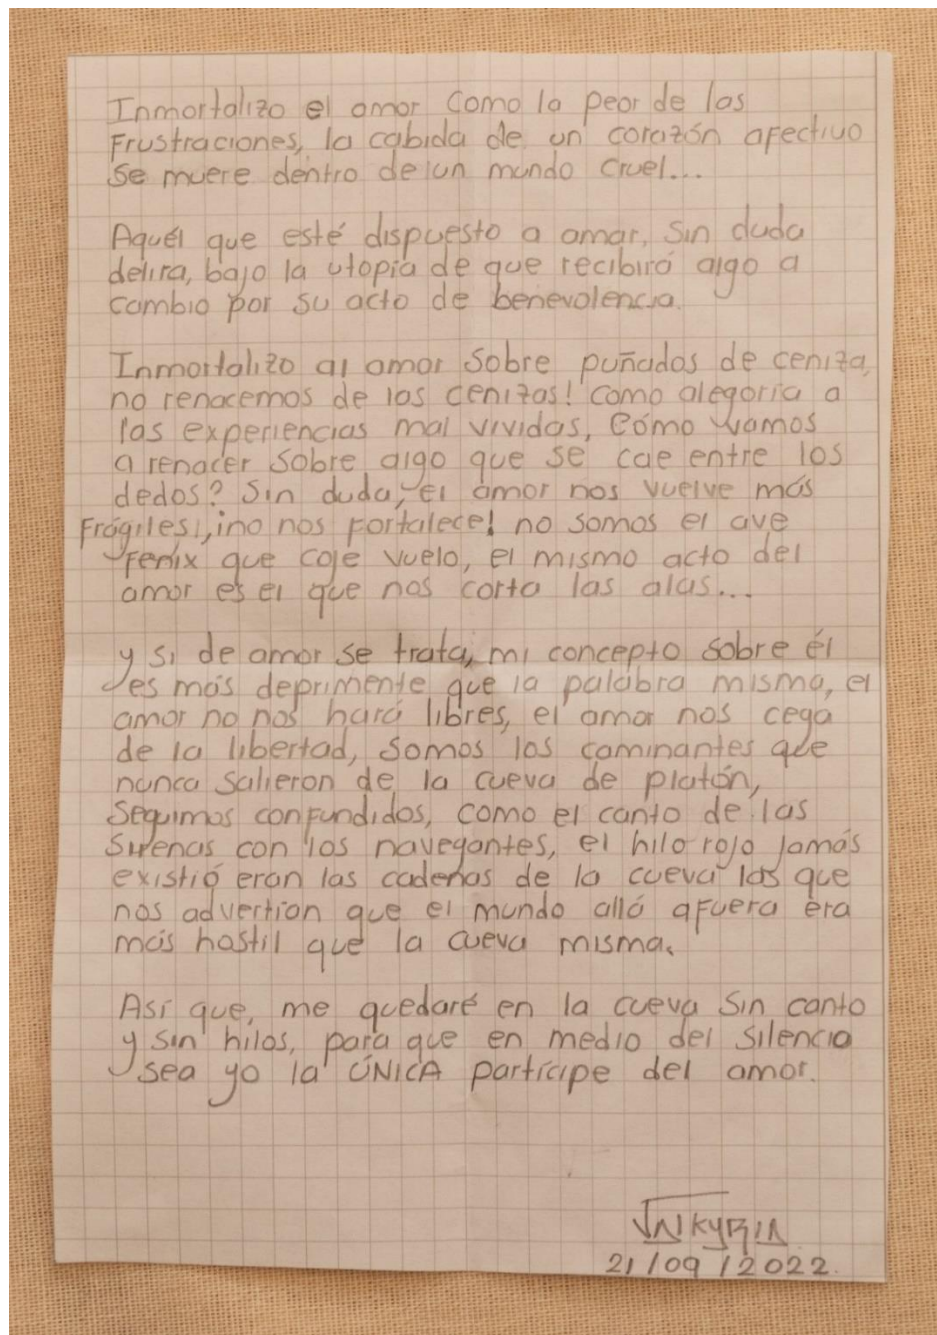 Inmortalizo el amor como la peor de las
Frustraciones, la cabida de un corazón afectivo
se muere dentro de un mundo cruel...
Aquél que esté dispuesto a amar, sin duda
delira, bajo la utopía de que recibirá algo a
cambio por su acto de benevolencia.
Inmortalizo al amor sobre puñados de ceniza,
no renacemos de las cenizas! como alegoría a
las experiencias mal vividas, Cómo vamos
a renacer sobre algo que se cae entre los
dedos? Sin duda, el amor nos vuelve más
Frágiles!, ¡no nos fortalece! no somos el ave
fenix que coje vuelo, el mismo acto del
amor es el que nos corta las alas...
y si de amor se trata, mi concepto sobre él
es más deprimente que la palabra misma, el
amor no nos hará libres, el amor nos cega
de la libertad, somos los caminantes que
nunca salieron de la cueva de platón,
Seguimos confundidos, como el canto de las
Sirenas con los navegantes, el hilo rojo jamás
existió eran las cadenas de la cueva las que
nos advertian que el mundo allá afuera era
más hostil que la cueva misma.
Así que, me quedaré en la cueva sin canto
y sin hilos, para que en medio del silencio
sea yo la ÚNICA partícipe del amor.
VALKYRIA
21/09/2022.